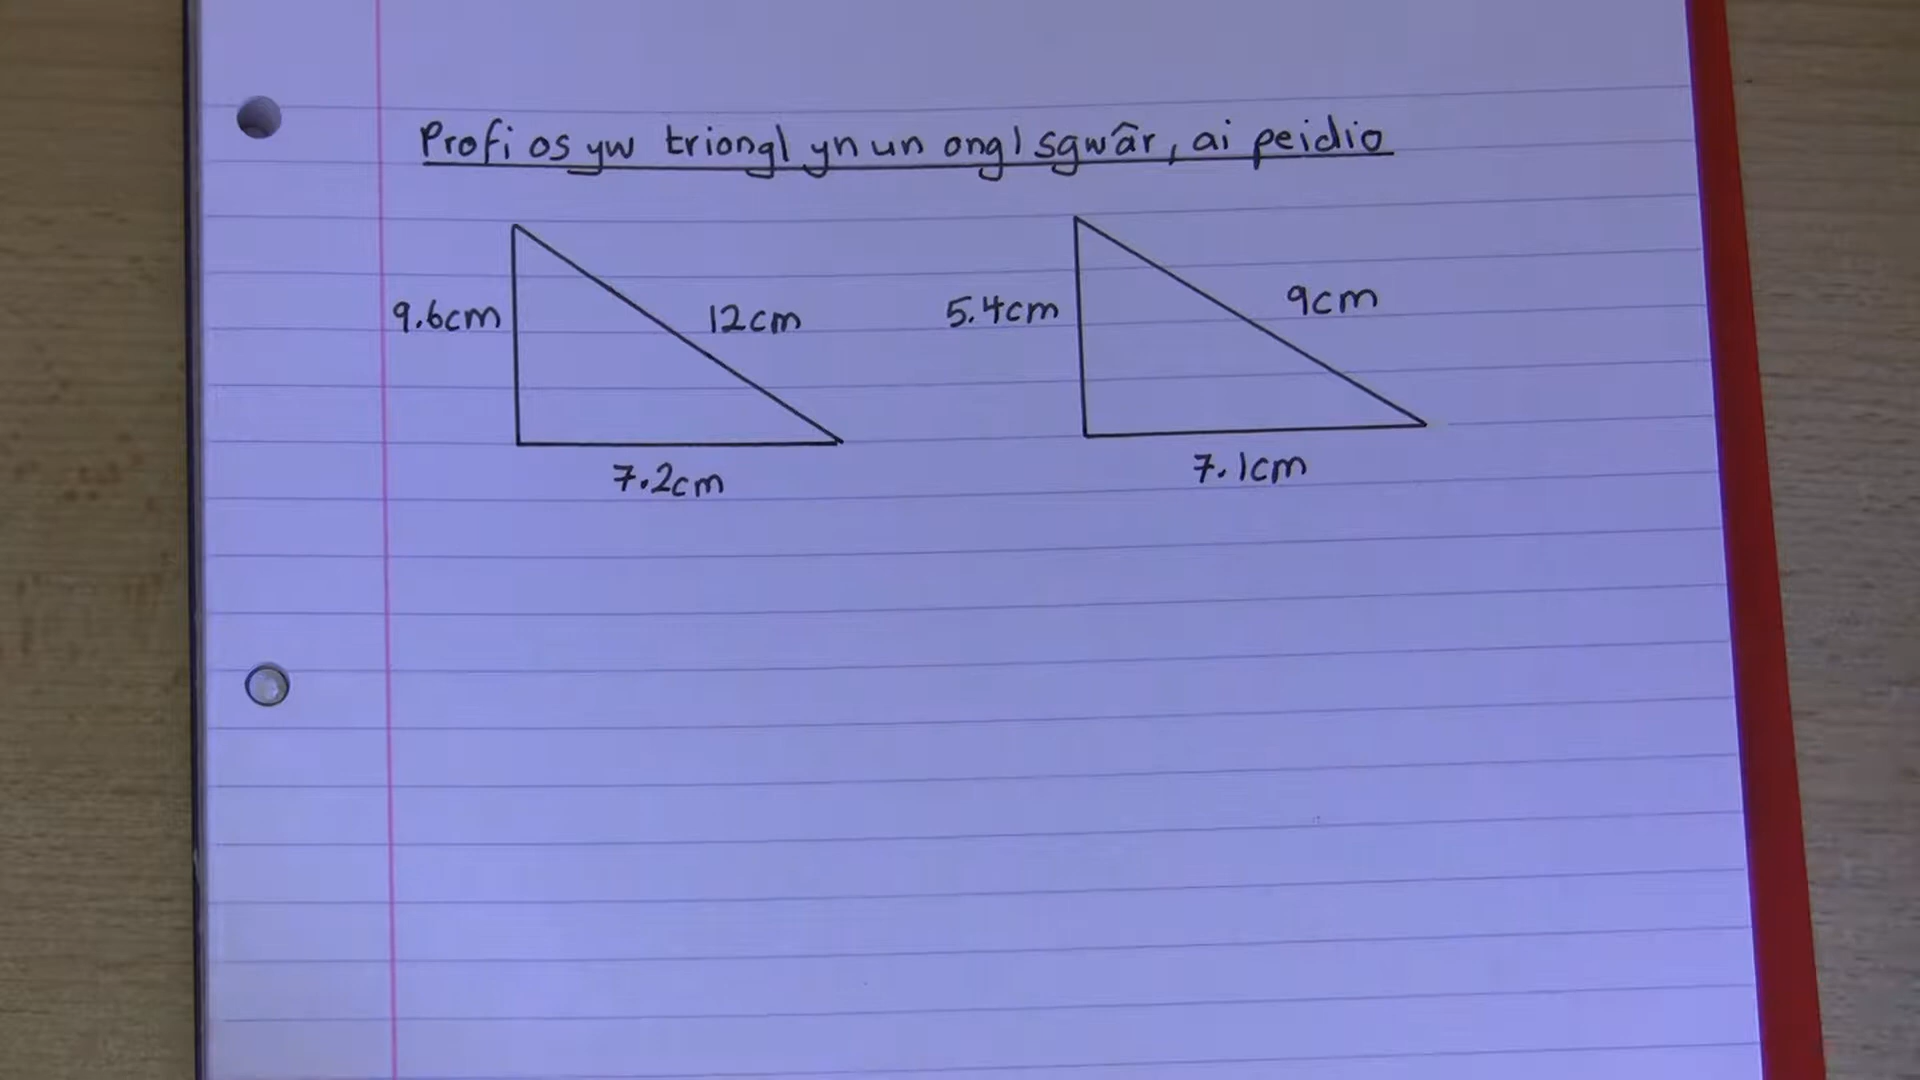 Profi os yw triongl yn un ongl sgwâr, ai peidio
9.6cm
12cm
7.2cm
5.4cm
9cm
7.1cm